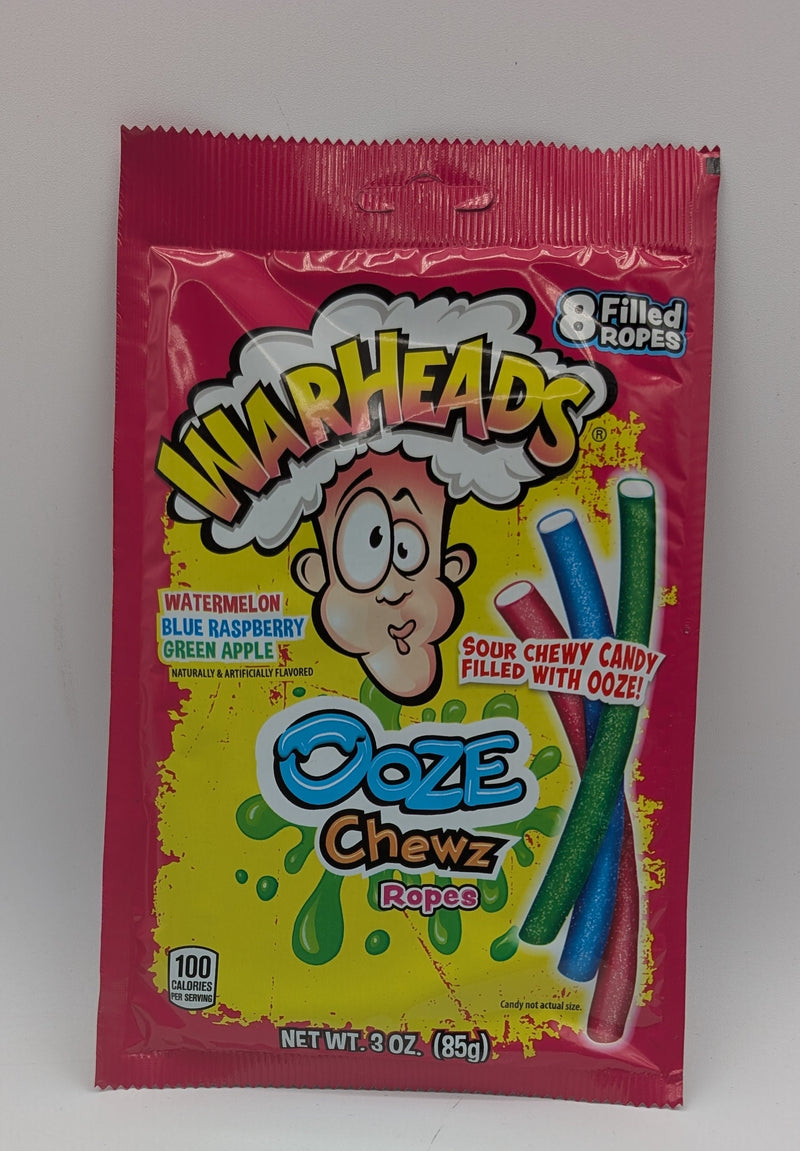 8 Filled
ROPES
WARHEADS®
WATERMELON
BLUE RASPBERRY
GREEN APPLE
NATURALLY & ARTIFICIALLY FLAVORED
SOUR CHEWY CANDY
FILLED WITH OOZE!
OOZE
Chewz
Ropes
100
CALORIES
PER SERVING
Candy not actual size.
NET WT. 3 OZ. (85g)